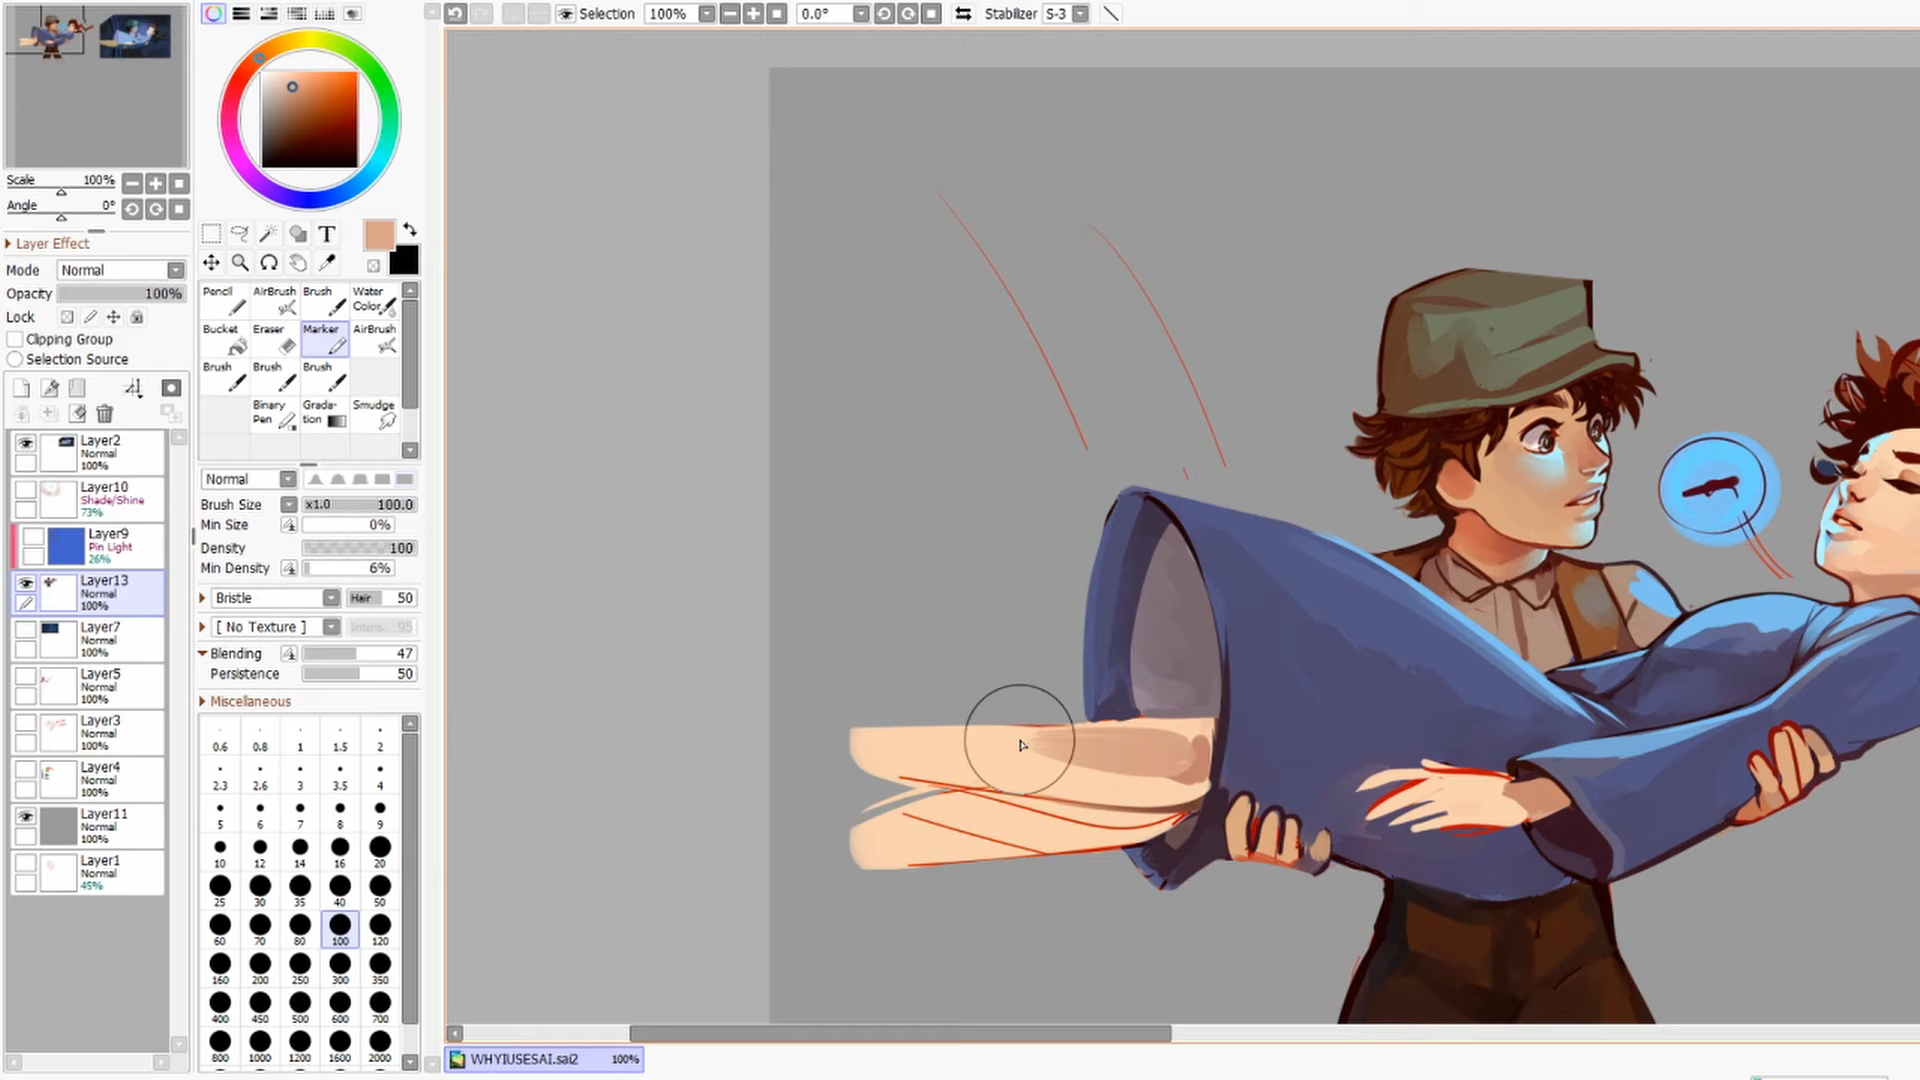 Selection 100% 0.0° Stabilizer S-3
Scale 100%
Angle 0°
Layer Effect
Mode Normal
Opacity 100%
Lock
Clipping Group
Selection Source
Layer2
Normal
100%
Layer10
Shade/Shine
73%
Layer9
Pin Light
26%
Layer13
Normal
100%
Layer7
Normal
100%
Layer5
Normal
100%
Layer3
Normal
100%
Layer4
Normal
100%
Layer11
Normal
100%
Layer1
Normal
45%
T
Pencil AirBrush Brush Water Color
Bucket Eraser Marker AirBrush
Brush Brush Brush
Binary Pen Grada-tion Smudge
Normal
Brush Size x1.0 100.0
Min Size 0%
Density 100
Min Density 6%
Bristle Hair 50
[ No Texture ] Intens. 95
Blending 47
Persistence 50
Miscellaneous
0.6 0.8 1 1.5 2
2.3 2.6 3 3.5 4
5 6 7 8 9
10 12 14 16 20
25 30 35 40 50
60 70 80 100 120
160 200 250 300 350
400 450 500 600 700
800 1000 1200 1600 2000
WHYIUSESAI.sai2 100%